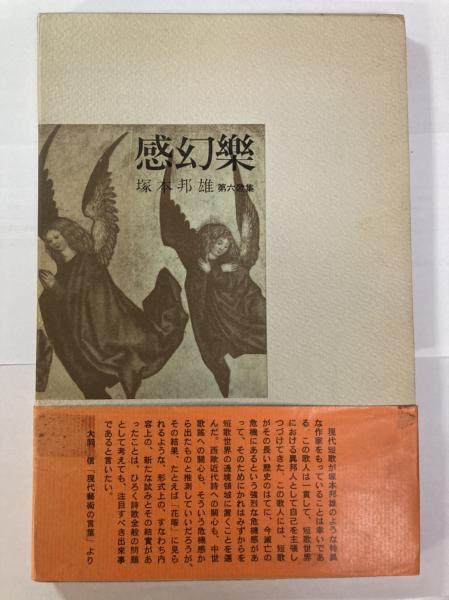 感幻樂
塚本邦雄 第六歌集
現代短歌が塚本邦雄のような特異
な作家をもっていることは幸いであ
る。この歌人は一貫して、短歌世界
における異邦人として自己を主張し
つづけてきた。この歌人には、短歌
がその長い歴史のはてに、今滅亡の
危機にあるという強烈な危機感があ
って、そのためにかれはみずからを
短歌世界の辺境領域に置くことを選
んだ。西欧近代詩への関心も、中世
歌謡への関心も、そういう危機感か
ら出たものと推測していいだろうが、
その結果、たとえば「花曜」に見ら
れるような、形式上の、すなわち内
容上の、新たな試みとその結実があ
ったことは、ひろく詩歌全般の問題
として考えても、注目すべき出来事
であると言いたい。
大岡 信「現代藝術の言葉」より